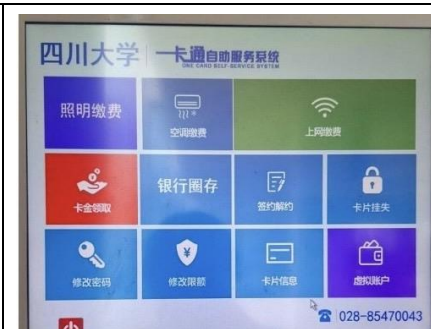 四川大学 一卡通自助服务系统
ONE CARD SELF-SERVICE SYSTEM
照明缴费 空调缴费 上网缴费
卡金领取 银行圈存 签约解约 卡片挂失
修改密码 修改限额 卡片信息 虚拟账户
028-85470043